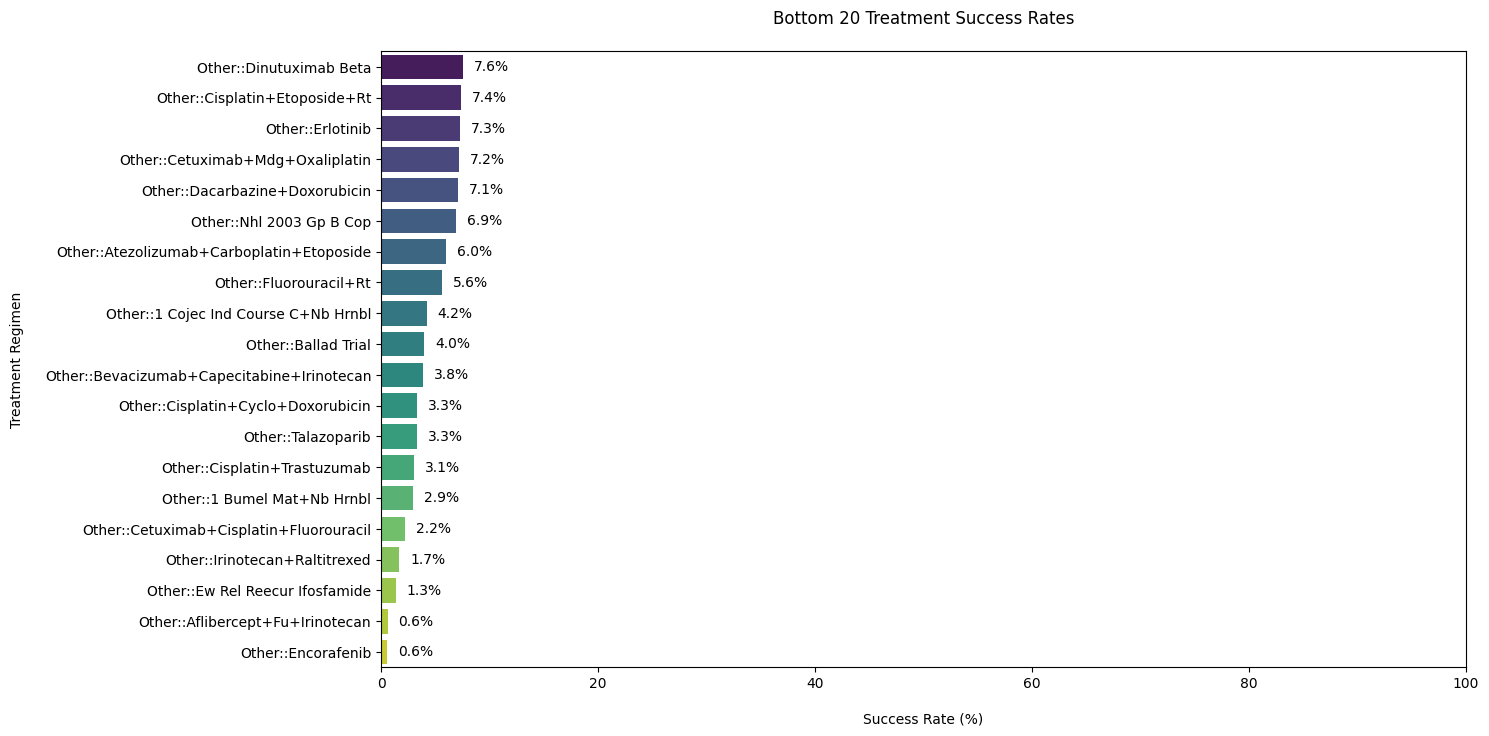 Bottom 20 Treatment Success Rates
Treatment Regimen
Other::Dinutuximab Beta 7.6%
Other::Cisplatin+Etoposide+Rt 7.4%
Other::Erlotinib 7.3%
Other::Cetuximab+Mdg+Oxaliplatin 7.2%
Other::Dacarbazine+Doxorubicin 7.1%
Other::Nhl 2003 Gp B Cop 6.9%
Other::Atezolizumab+Carboplatin+Etoposide 6.0%
Other::Fluorouracil+Rt 5.6%
Other::1 Cojec Ind Course C+Nb Hrnbl 4.2%
Other::Ballad Trial 4.0%
Other::Bevacizumab+Capecitabine+Irinotecan 3.8%
Other::Cisplatin+Cyclo+Doxorubicin 3.3%
Other::Talazoparib 3.3%
Other::Cisplatin+Trastuzumab 3.1%
Other::1 Bumel Mat+Nb Hrnbl 2.9%
Other::Cetuximab+Cisplatin+Fluorouracil 2.2%
Other::Irinotecan+Raltitrexed 1.7%
Other::Ew Rel Reecur Ifosfamide 1.3%
Other::Aflibercept+Fu+Irinotecan 0.6%
Other::Encorafenib 0.6%
0 20 40 60 80 100
Success Rate (%)